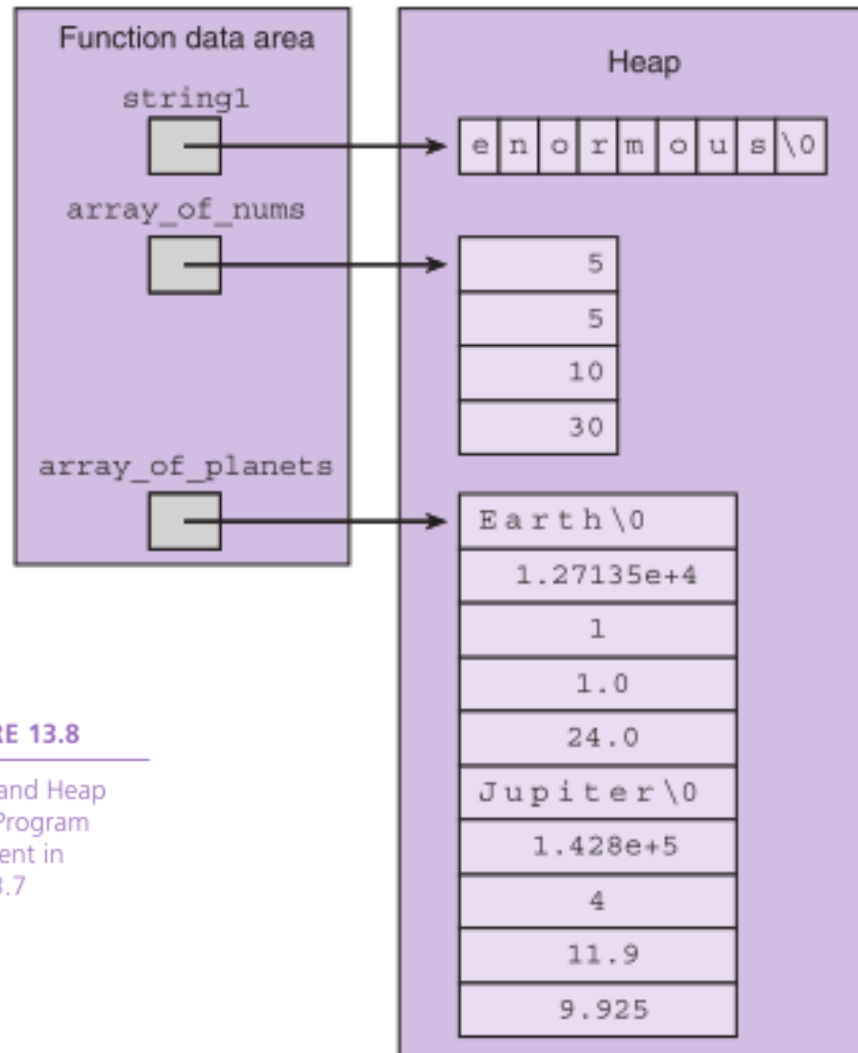 Function data area
string1
array_of_nums
array_of_planets
Heap
e n o r m o u s \0
5
5
10
30
Earth\0
1.27135e+4
1
1.0
24.0
Jupiter\0
1.428e+5
4
11.9
9.925
RE 13.8
and Heap
Program
ent in
3.7